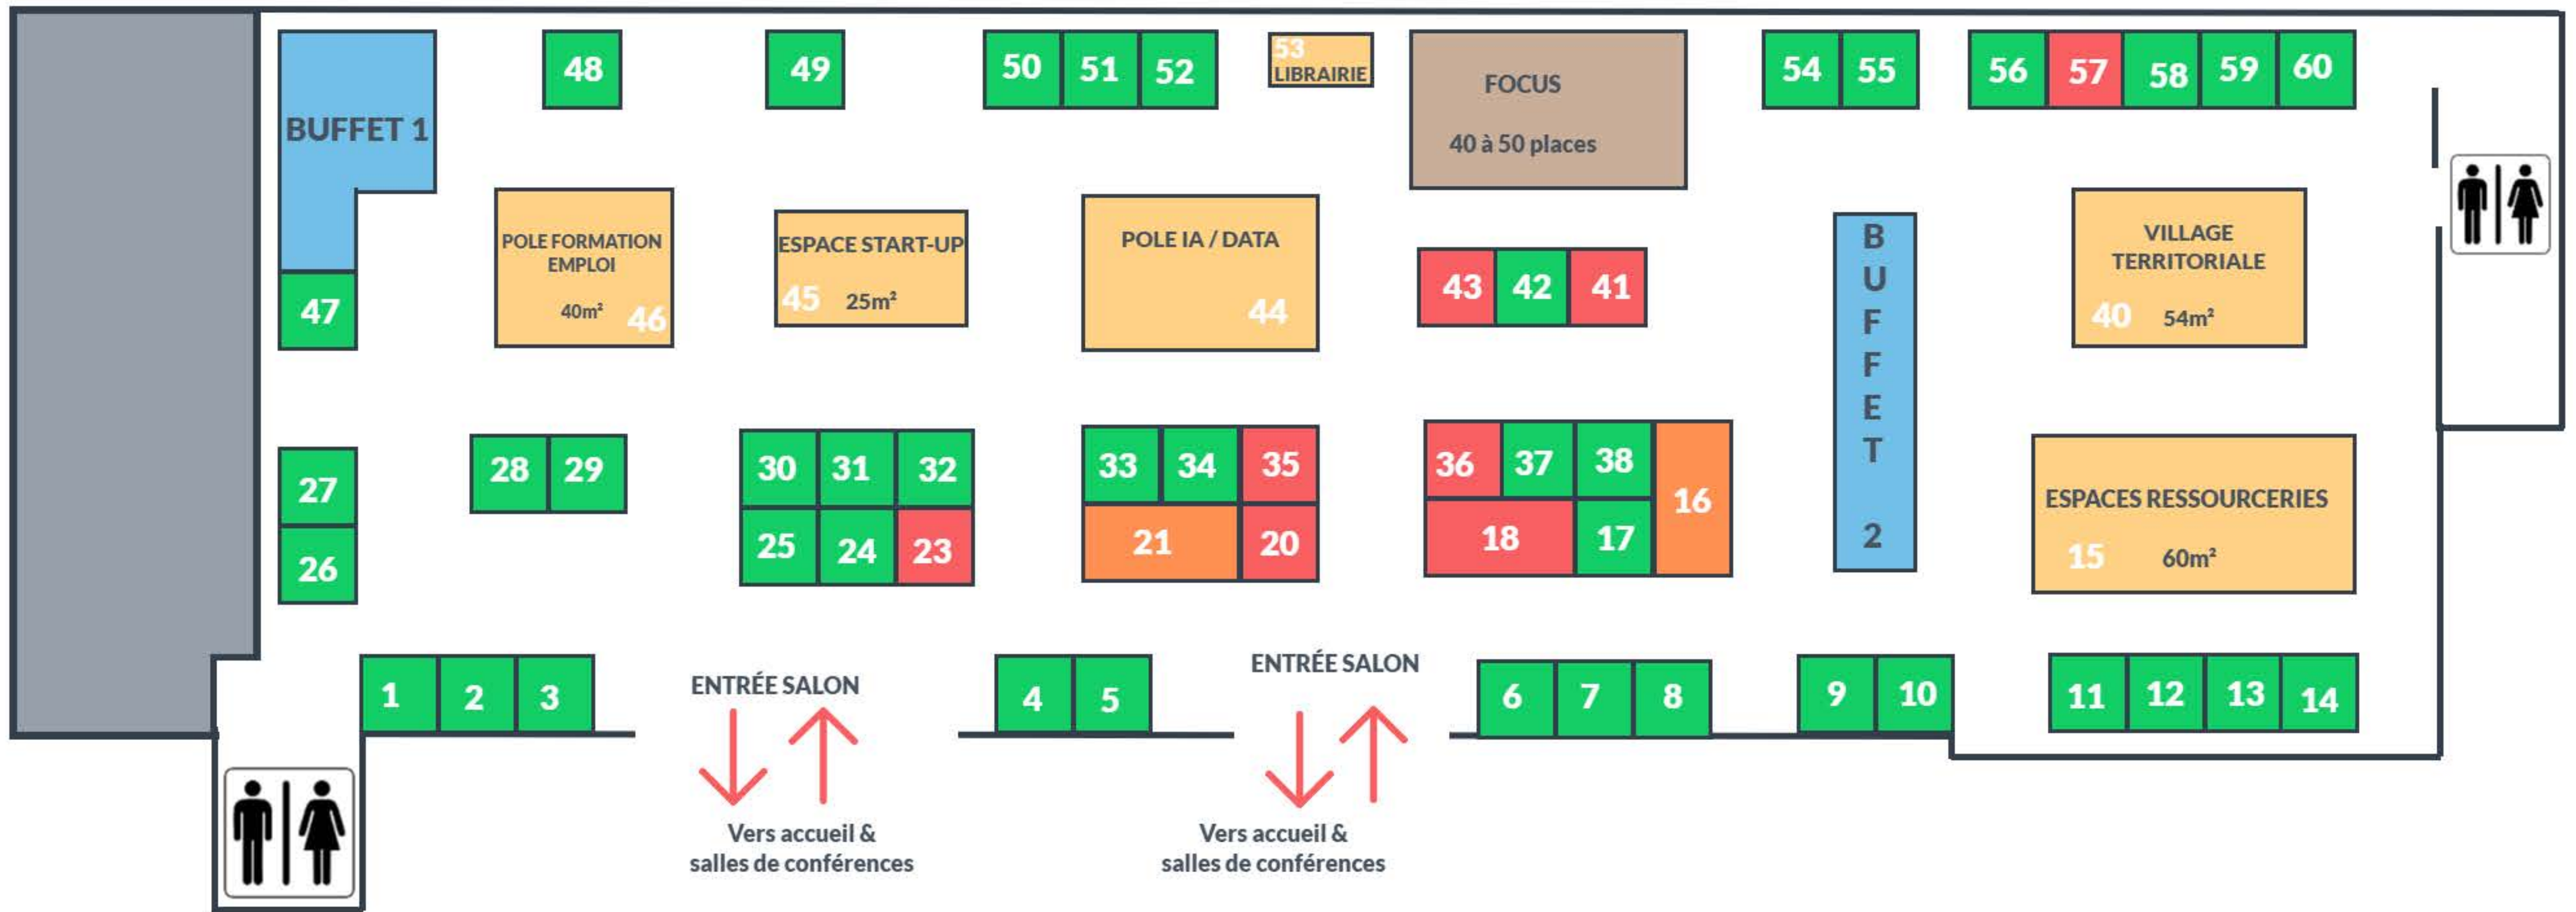 48
49
50 51 52
53
LIBRAIRIE
FOCUS
40 à 50 places
54 55
56 57 58 59 60
BUFFET 1
47
POLE FORMATION
EMPLOI
40m² 46
ESPACE START-UP
45 25m²
POLE IA / DATA
44
43 42 41
BUFFET 2
VILLAGE
TERRITORIALE
40 54m²
27
26
28 29
30 31 32
25 24 23
33 34 35
21 20
36 37 38 16
18 17
ESPACES RESSOURCERIES
15 60m²
1 2 3
ENTRÉE SALON
Vers accueil &
salles de conférences
4 5
ENTRÉE SALON
Vers accueil &
salles de conférences
6 7 8
9 10
11 12 13 14